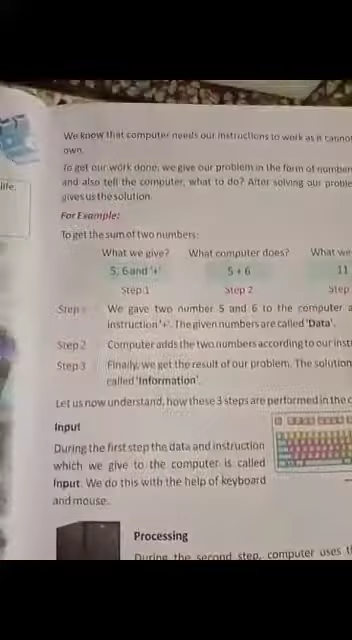 life.
We know that computer needs our instructions to work as it cannot
own.
To get our work done, we give our problem in the form of number
and also tell the computer, what to do? After solving our proble
gives us the solution.
For Example:
To get the sum of two numbers:
What we give? What computer does? What we
5, 6 and '+' 5 + 6 11
Step 1 Step 2 Step
Step 1 We gave two number 5 and 6 to the computer a
instruction '+'. The given numbers are called 'Data'.
Step 2 Computer adds the two numbers according to our inst
Step 3 Finally, we get the result of our problem. The solution
called 'Information'.
Let us now understand, how these 3 steps are performed in the c
Input
During the first step the data and instruction
which we give to the computer is called
Input. We do this with the help of keyboard
and mouse.
Processing
During the second step, computer uses th